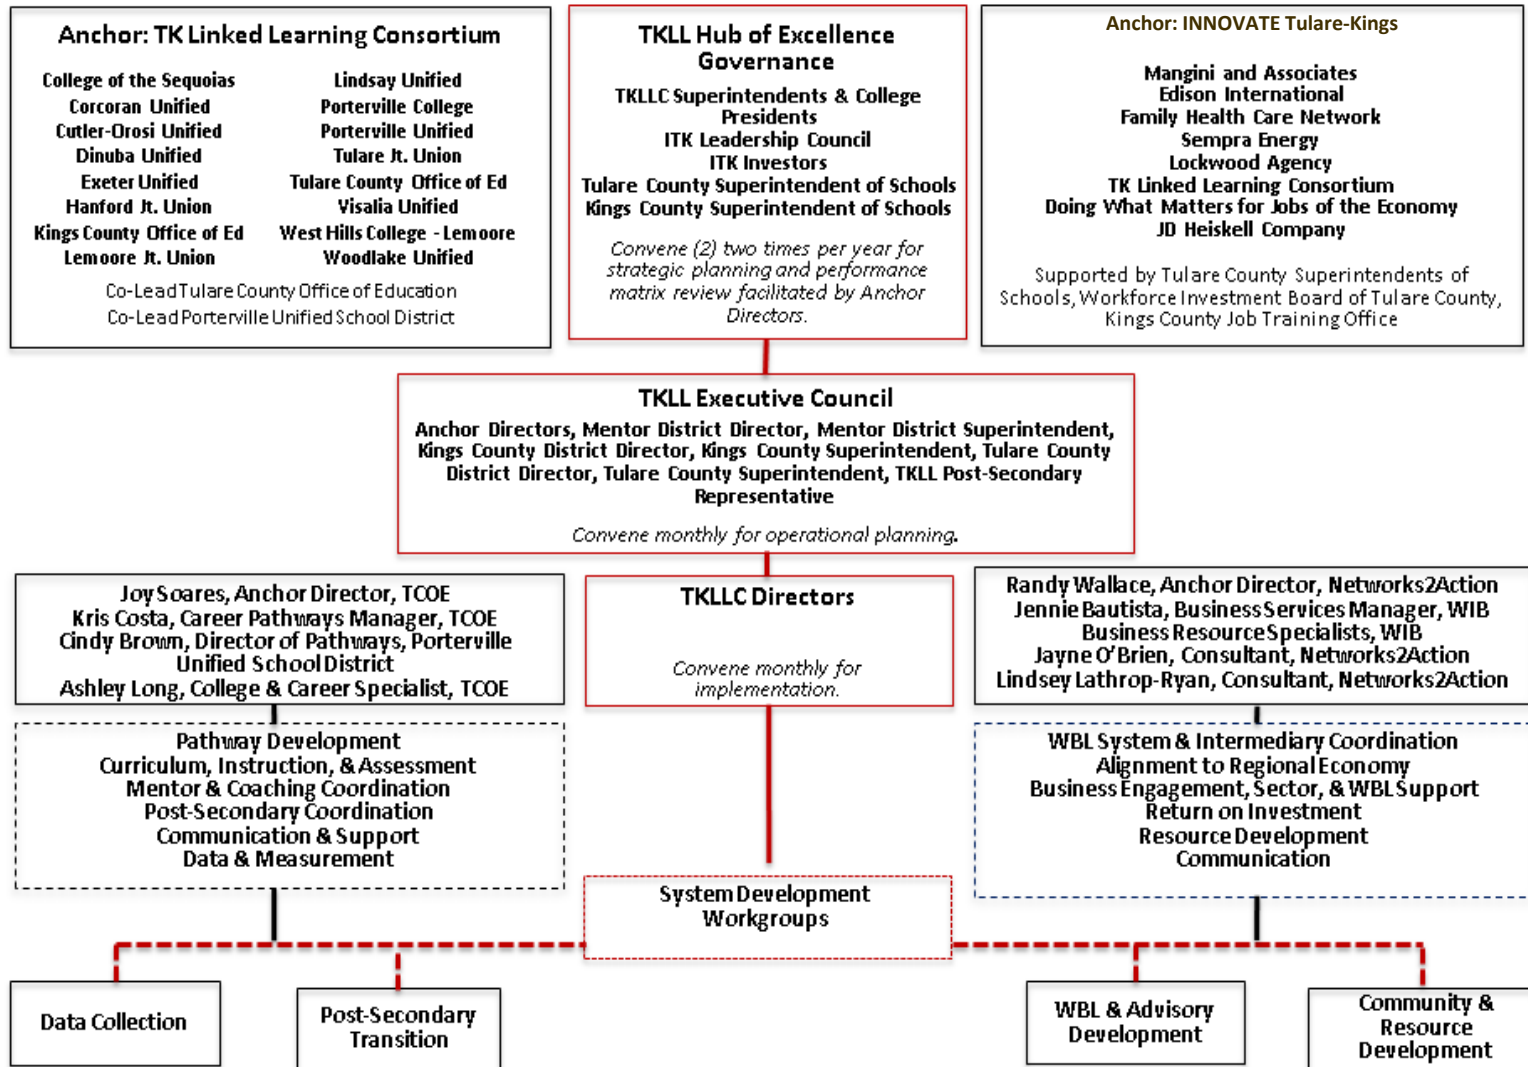 Anchor: TK Linked Learning Consortium
College of the Sequoias
Corcoran Unified
Cutler-Orosi Unified
Dinuba Unified
Exeter Unified
Hanford Jt. Union
Kings County Office of Ed
Lemoore Jt. Union
Lindsay Unified
Porterville College
Porterville Unified
Tulare Jt. Union
Tulare County Office of Ed
Visalia Unified
West Hills College - Lemoore
Woodlake Unified
Co-Lead Tulare County Office of Education
Co-Lead Porterville Unified School District
TKLL Hub of Excellence
Governance
TKLLC Superintendents & College
Presidents
ITK Leadership Council
ITK Investors
Tulare County Superintendent of Schools
Kings County Superintendent of Schools
Convene (2) two times per year for
strategic planning and performance
matrix review facilitated by Anchor
Directors.
Anchor: INNOVATE Tulare-Kings
Mangini and Associates
Edison International
Family Health Care Network
Sempra Energy
Lockwood Agency
TK Linked Learning Consortium
Doing What Matters for Jobs of the Economy
JD Heiskell Company
Supported by Tulare County Superintendents of
Schools, Workforce Investment Board of Tulare County,
Kings County Job Training Office
TKLL Executive Council
Anchor Directors, Mentor District Director, Mentor District Superintendent,
Kings County District Director, Kings County Superintendent, Tulare County
District Director, Tulare County Superintendent, TKLL Post-Secondary
Representative
Convene monthly for operational planning.
Joy Soares, Anchor Director, TCOE
Kris Costa, Career Pathways Manager, TCOE
Cindy Brown, Director of Pathways, Porterville
Unified School District
Ashley Long, College & Career Specialist, TCOE
TKLLC Directors
Convene monthly for
implementation.
Randy Wallace, Anchor Director, Networks2Action
Jennie Bautista, Business Services Manager, WIB
Business Resource Specialists, WIB
Jayne O'Brien, Consultant, Networks2Action
Lindsey Lathrop-Ryan, Consultant, Networks2Action
Pathway Development
Curriculum, Instruction, & Assessment
Mentor & Coaching Coordination
Post-Secondary Coordination
Communication & Support
Data & Measurement
WBL System & Intermediary Coordination
Alignment to Regional Economy
Business Engagement, Sector, & WBL Support
Return on Investment
Resource Development
Communication
System Development
Workgroups
Data Collection
Post-Secondary
Transition
WBL & Advisory
Development
Community &
Resource
Development